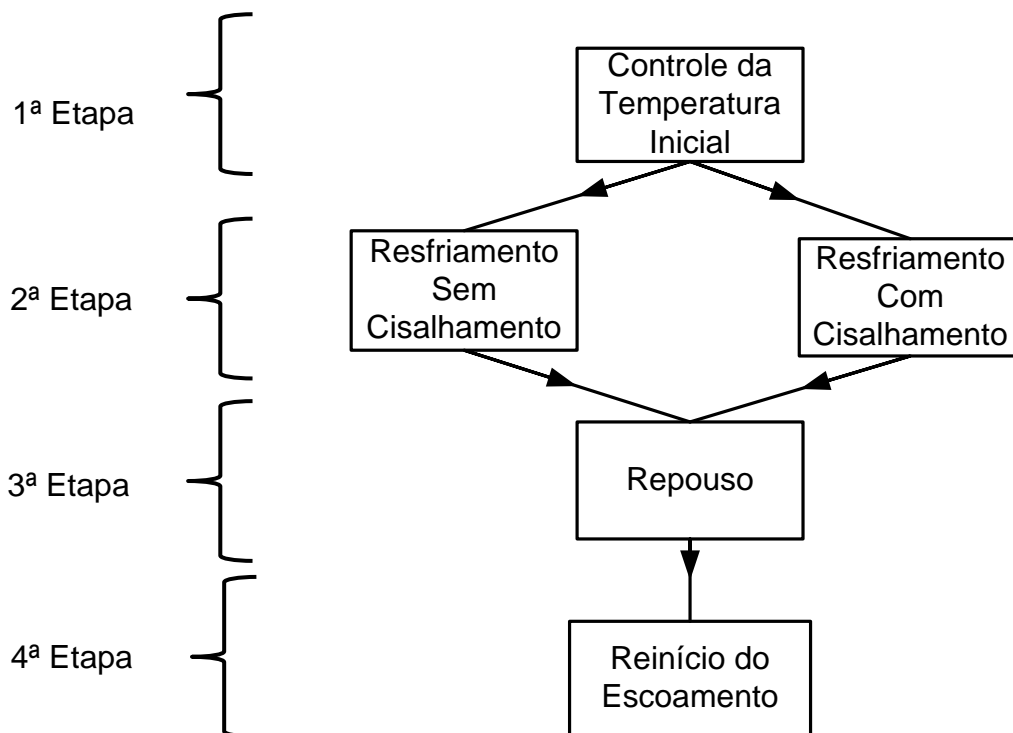 1ª Etapa
Controle da
Temperatura
Inicial
2ª Etapa
Resfriamento
Sem
Cisalhamento
Resfriamento
Com
Cisalhamento
3ª Etapa
Repouso
4ª Etapa
Reinício do
Escoamento